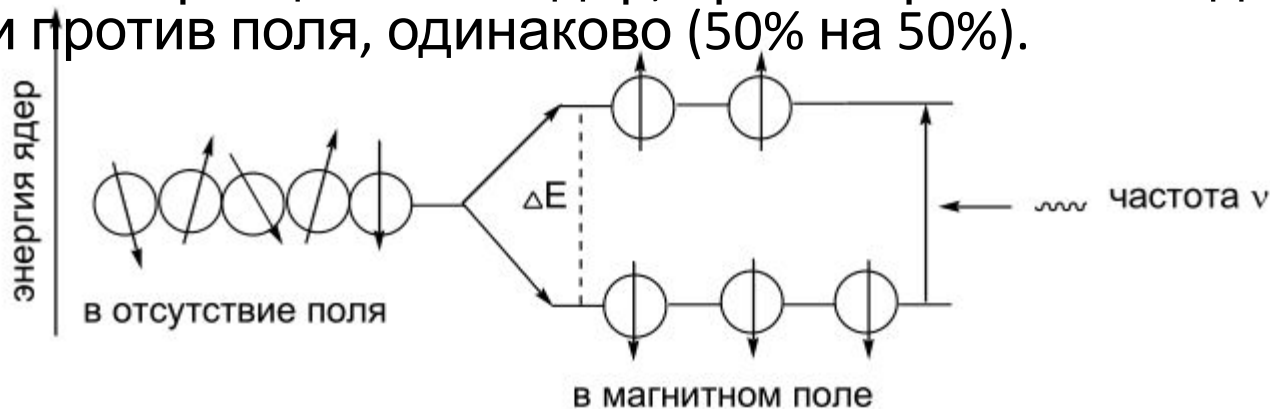 и против поля, одинаково (50% на 50%).
энергия ядер
ΔE
частота ν
в отсутствие поля
в магнитном поле